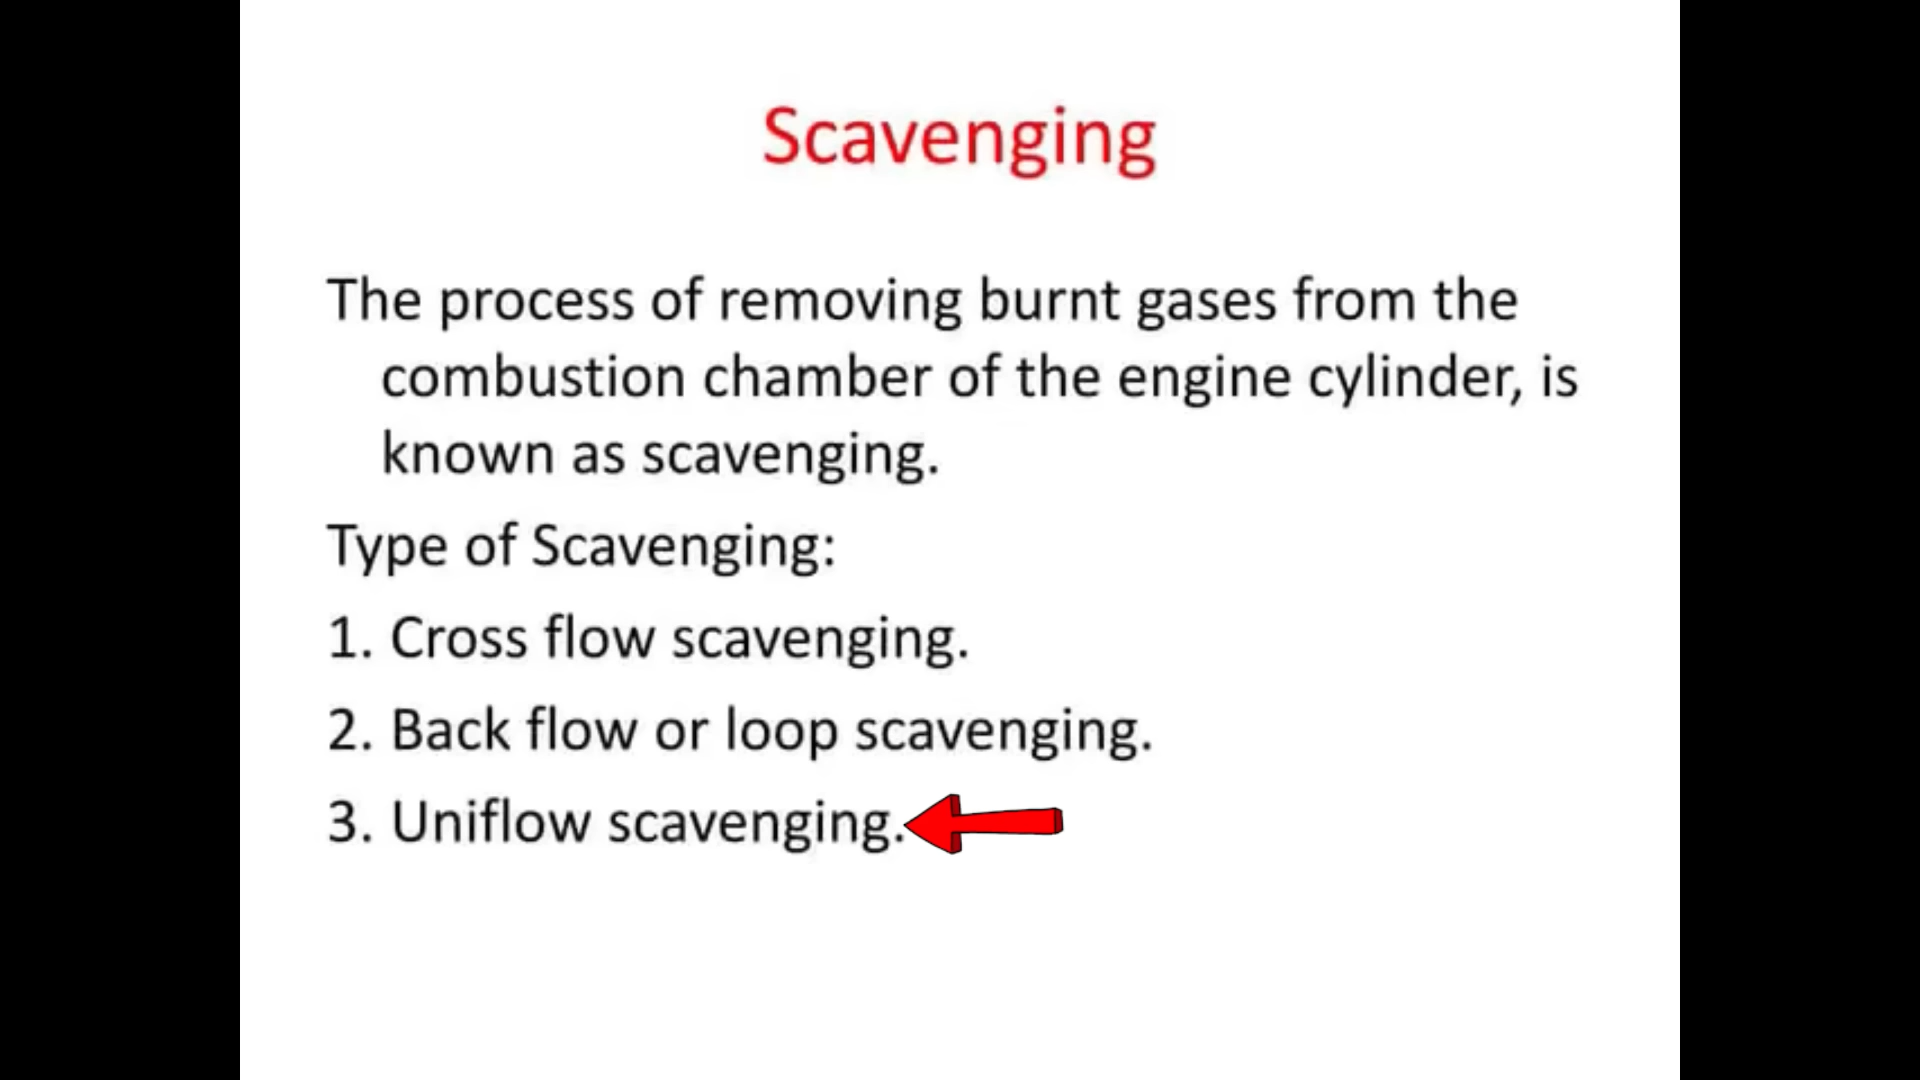 Scavenging
The process of removing burnt gases from the
combustion chamber of the engine cylinder, is
known as scavenging.
Type of Scavenging:
1. Cross flow scavenging.
2. Back flow or loop scavenging.
3. Uniflow scavenging.